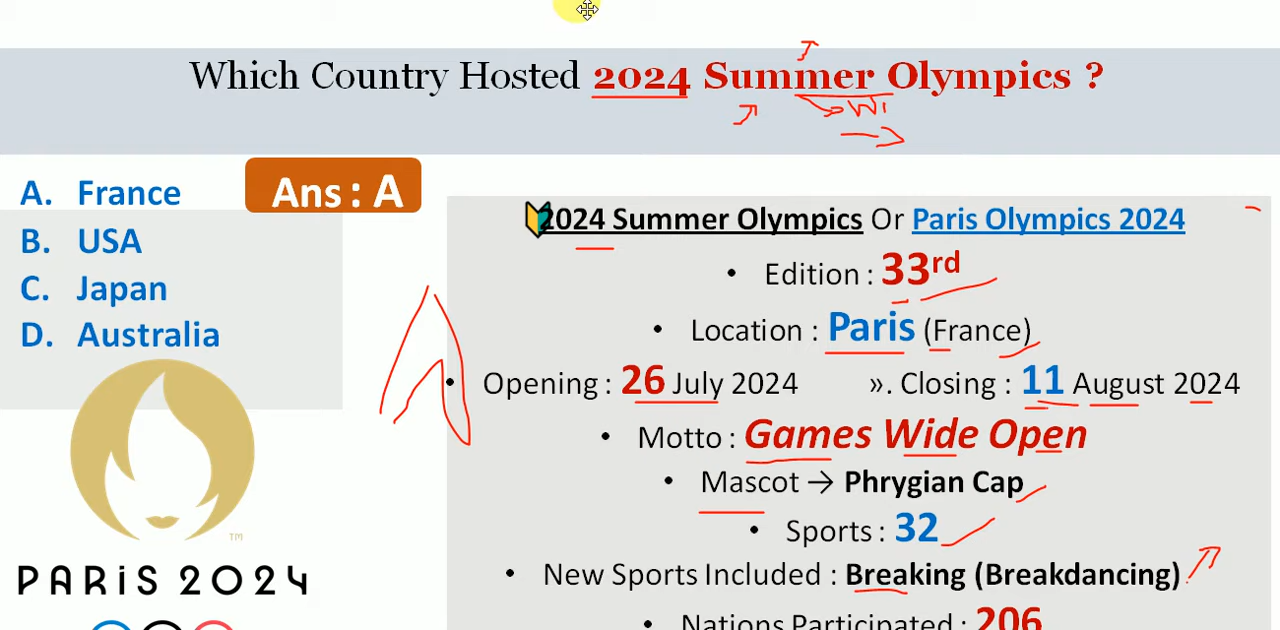 Which Country Hosted 2024 Summer Olympics ?
Wi
A. France
Ans : A
B. USA
C. Japan
D. Australia
2024 Summer Olympics Or Paris Olympics 2024
• Edition : 33rd
• Location : Paris (France)
• Opening : 26 July 2024 ». Closing : 11 August 2024
• Motto : Games Wide Open
• Mascot → Phrygian Cap
• Sports : 32
• New Sports Included : Breaking (Breakdancing)
• Nations Participated : 206
TM
PARiS 2024